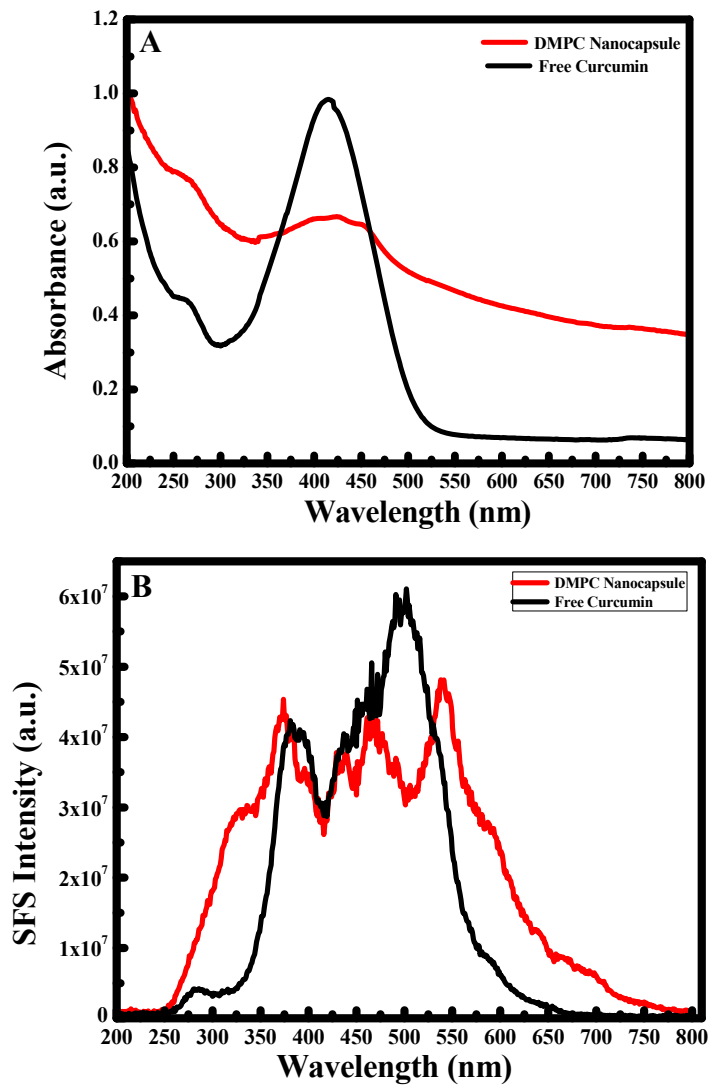 A
DMPC Nanocapsule
Free Curcumin
Absorbance (a.u.)
1.2
1.0
0.8
0.6
0.4
0.2
0.0
200 250 300 350 400 450 500 550 600 650 700 750 800
Wavelength (nm)
B
DMPC Nanocapsule
Free Curcumin
SFS Intensity (a.u.)
6x10⁷
5x10⁷
4x10⁷
3x10⁷
2x10⁷
1x10⁷
0
200 250 300 350 400 450 500 550 600 650 700 750 800
Wavelength (nm)